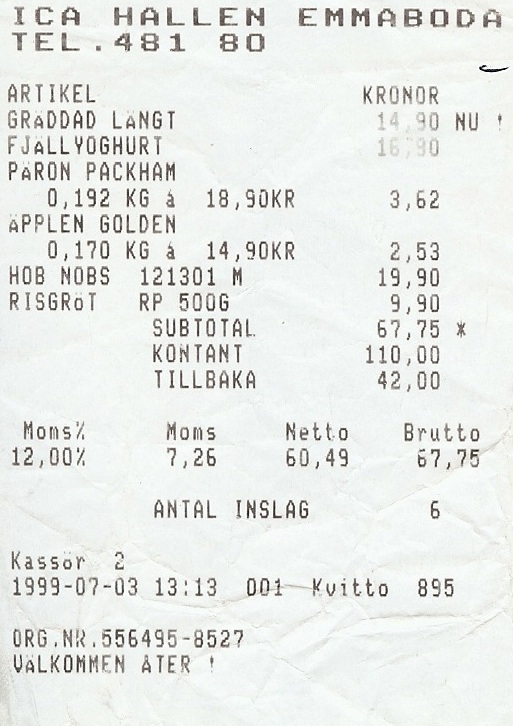 ICA HALLEN EMMABODA
TEL.481 80
ARTIKEL KRONOR
GRÄDDAD LÄNGT 14,90 NU !
FJÄLLYOGHURT 16,90
PÄRON PACKHAM
0,192 KG á 18,90KR 3,62
ÄPPLEN GOLDEN
0,170 KG á 14,90KR 2,53
HOB NOBS 121301 M 19,90
RISGRÖT RP 500G 9,90
SUBTOTAL 67,75 *
KONTANT 110,00
TILLBAKA 42,00
Moms% Moms Netto Brutto
12,00% 7,26 60,49 67,75
ANTAL INSLAG 6
Kassör 2
1999-07-03 13:13 001 Kvitto 895
ORG.NR.556495-8527
VÄLKOMMEN ÅTER !